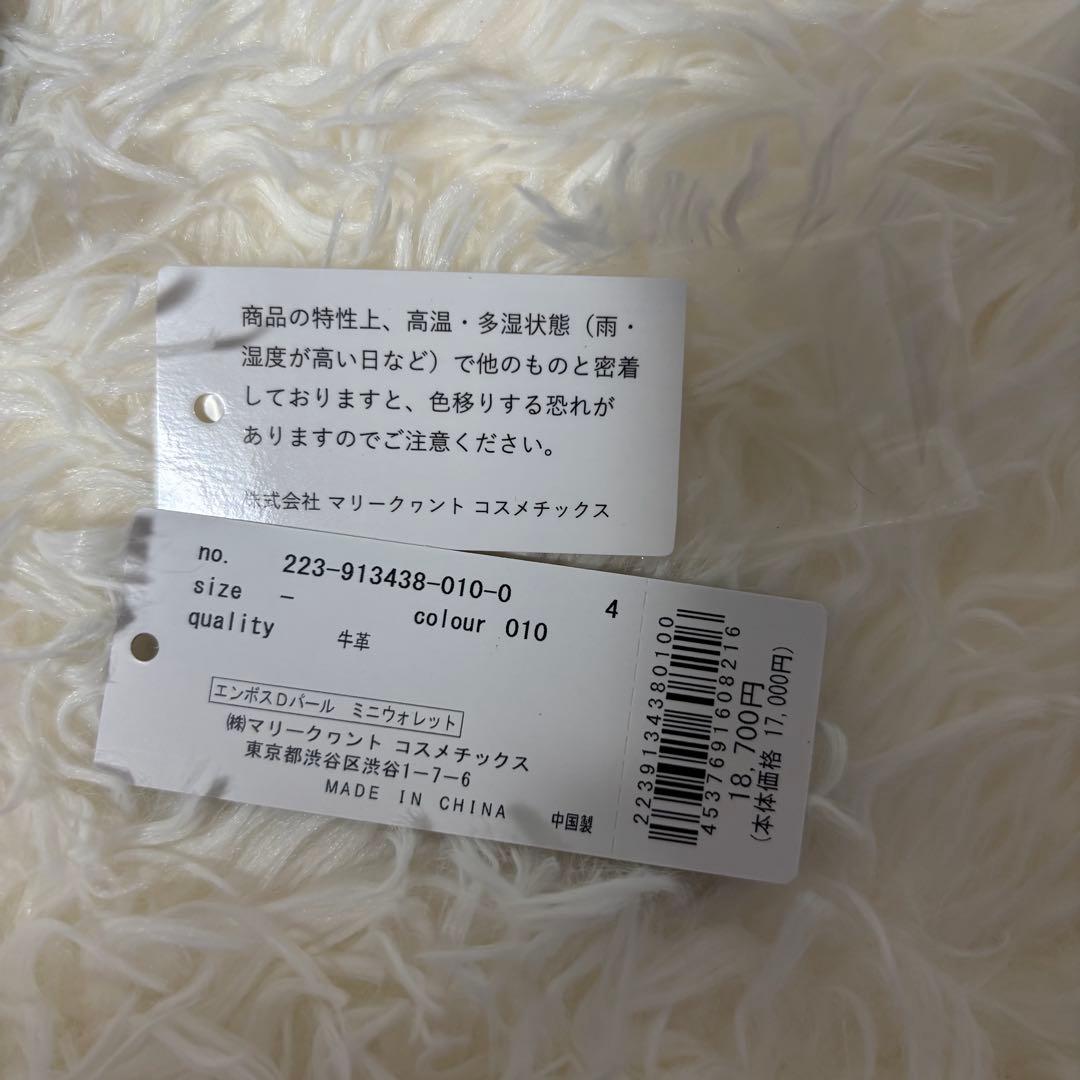 商品の特性上、高温・多湿状態（雨・
湿度が高い日など）で他のものと密着
しておりますと、色移りする恐れが
ありますのでご注意ください。
株式会社 マリークヮント コスメチックス
no. 223-913438-010-0
size － 4
colour 010
quality 牛革
エンボスDパール ミニウォレット
㈱マリークヮント コスメチックス
東京都渋谷区渋谷1-7-6
MADE IN CHINA 中国製
2239134380100
4537691608216
18,700円
(本体価格 17,000円)